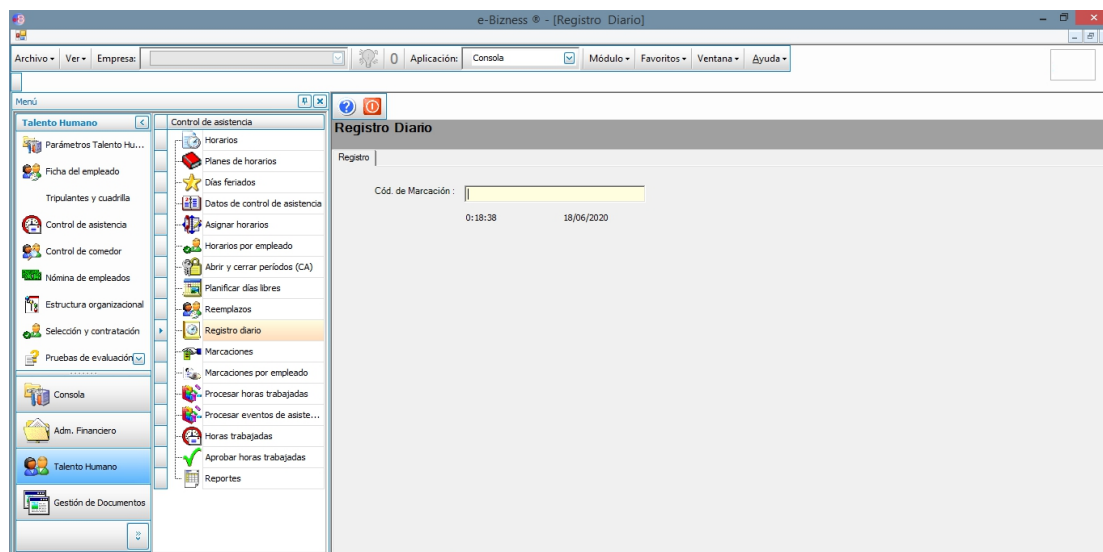 e-Bizness ® - [Registro Diario]
Archivo Ver Empresa: 0 Aplicación: Consola Módulo Favoritos Ventana Ayuda
Menú
Talento Humano
Parámetros Talento Hu...
Ficha del empleado
Tripulantes y cuadrilla
Control de asistencia
Control de comedor
Nómina de empleados
Estructura organizacional
Selección y contratación
Pruebas de evaluación
Consola
Adm. Financiero
Talento Humano
Gestión de Documentos
Control de asistencia
Horarios
Planes de horarios
Días feriados
Datos de control de asistencia
Asignar horarios
Horarios por empleado
Abrir y cerrar períodos (CA)
Planificar días libres
Reemplazos
Registro diario
Marcaciones
Marcaciones por empleado
Procesar horas trabajadas
Procesar eventos de asiste...
Horas trabajadas
Aprobar horas trabajadas
Reportes
Registro Diario
Registro
Cód. de Marcación :
0:18:38 18/06/2020